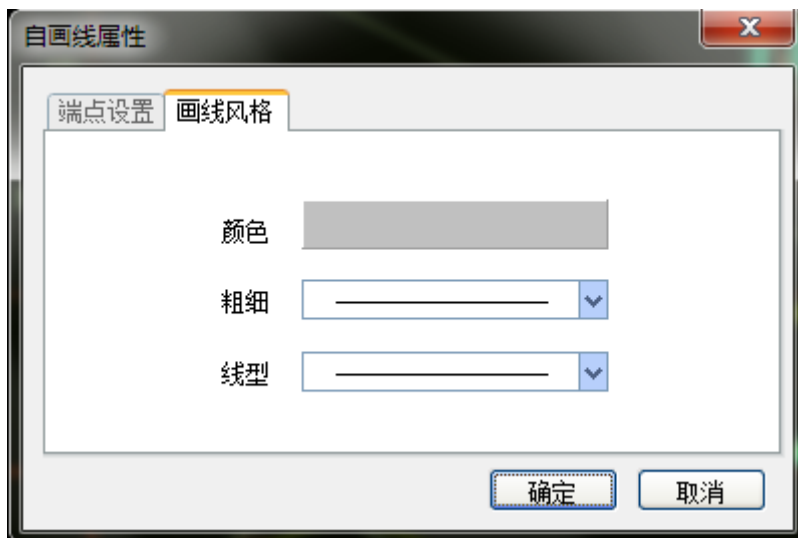 自画线属性
端点设置 画线风格
颜色
粗细
线型
确定 取消